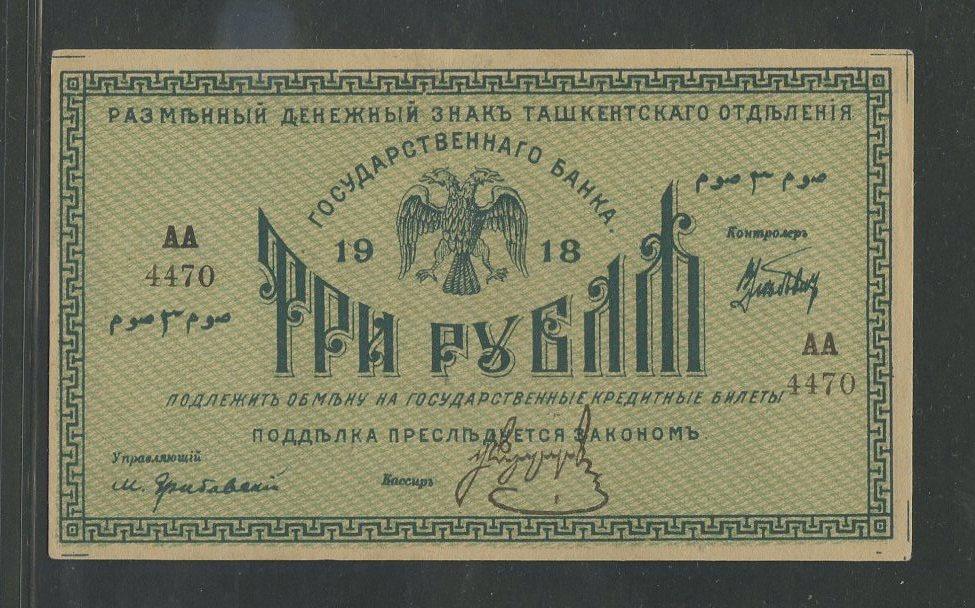 РАЗМѢННЫЙ ДЕНЕЖНЫЙ ЗНАКЪ ТАШКЕНТСКАГО ОТДѢЛЕНІЯ
ГОСУДАРСТВЕННАГО БАНКА.
19 18
АА
4470
ТРИ РУБЛЯ
Контролеръ
АА
4470
ПОДЛЕЖИТЪ ОБМѢНУ НА ГОСУДАРСТВЕННЫЕ КРЕДИТНЫЕ БИЛЕТЫ
ПОДДѢЛКА ПРЕСЛѢДУЕТСЯ ЗАКОНОМЪ
Управляющій
Кассиръ